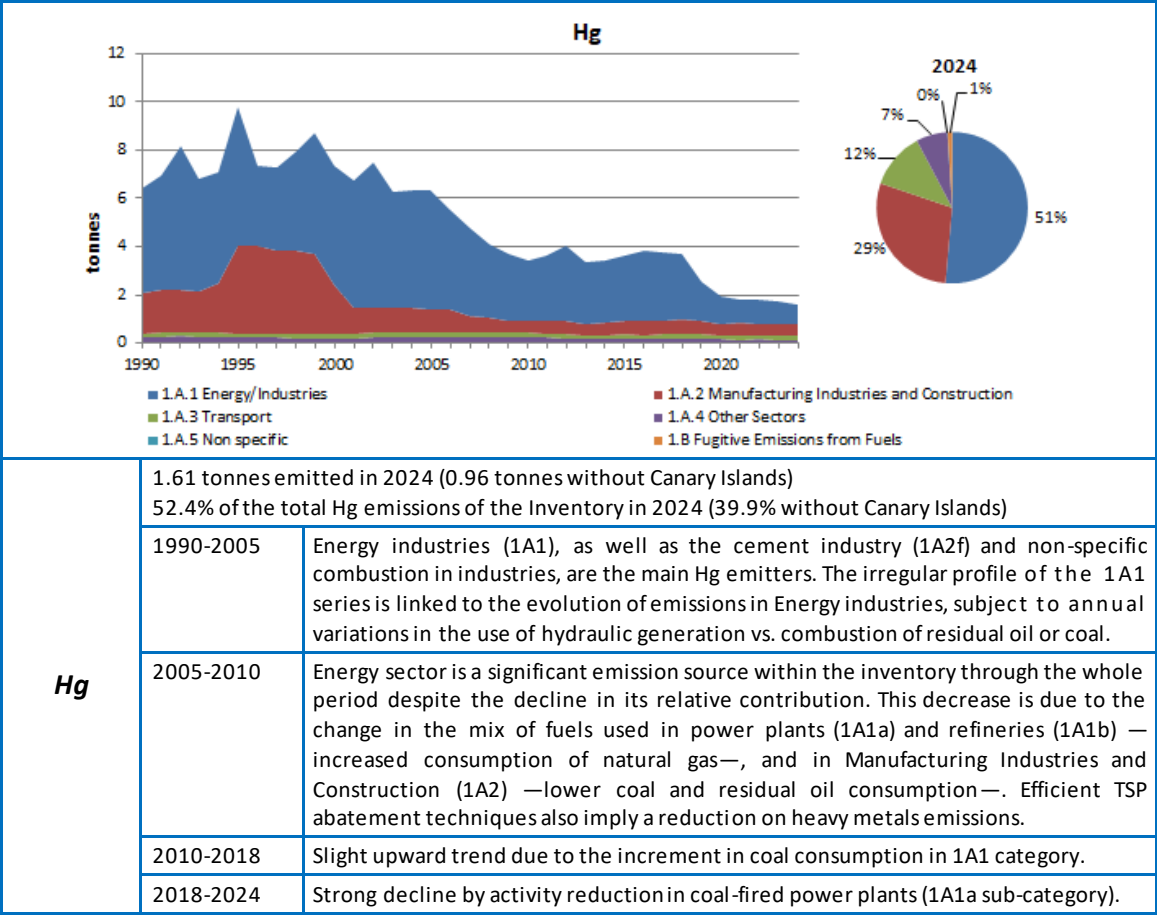 Hg
12
10
8
6
4
2
0
tonnes
1990
1995
2000
2005
2010
2015
2020
2024
0%
1%
7%
12%
29%
51%
1.A.1 Energy/Industries
1.A.2 Manufacturing Industries and Construction
1.A.3 Transport
1.A.4 Other Sectors
1.A.5 Non specific
1.B Fugitive Emissions from Fuels
Hg
1.61 tonnes emitted in 2024 (0.96 tonnes without Canary Islands)
52.4% of the total Hg emissions of the Inventory in 2024 (39.9% without Canary Islands)
1990-2005
Energy industries (1A1), as well as the cement industry (1A2f) and non-specific
combustion in industries, are the main Hg emitters. The irregular profile of the 1A1
series is linked to the evolution of emissions in Energy industries, subject to annual
variations in the use of hydraulic generation vs. combustion of residual oil or coal.
2005-2010
Energy sector is a significant emission source within the inventory through the whole
period despite the decline in its relative contribution. This decrease is due to the
change in the mix of fuels used in power plants (1A1a) and refineries (1A1b) —
increased consumption of natural gas—, and in Manufacturing Industries and
Construction (1A2) —lower coal and residual oil consumption—. Efficient TSP
abatement techniques also imply a reduction on heavy metals emissions.
2010-2018
Slight upward trend due to the increment in coal consumption in 1A1 category.
2018-2024
Strong decline by activity reduction in coal-fired power plants (1A1a sub-category).